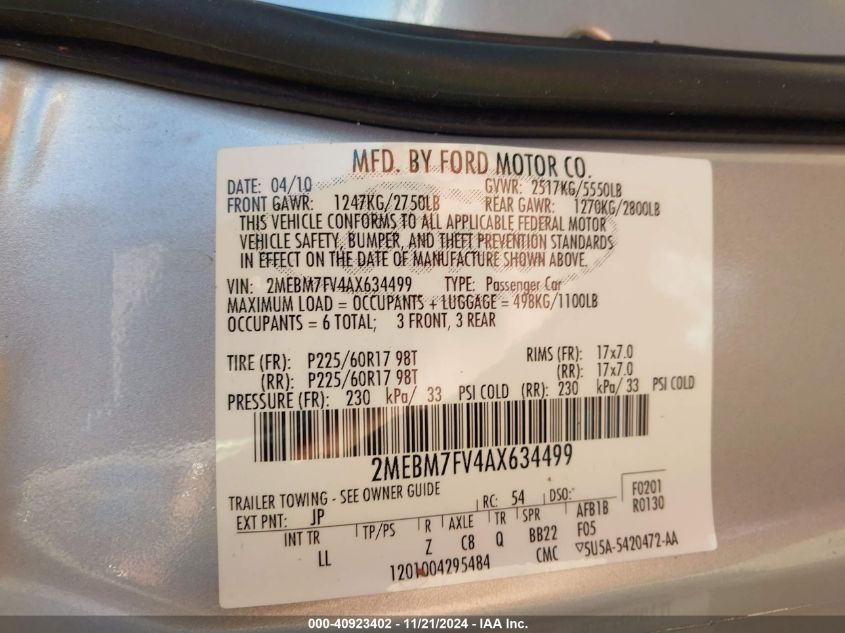 MFD. BY FORD MOTOR CO.
DATE: 04/10 GVWR: 2517KG/5550LB
FRONT GAWR: 1247KG/2750LB REAR GAWR: 1270KG/2800LB
THIS VEHICLE CONFORMS TO ALL APPLICABLE FEDERAL MOTOR
VEHICLE SAFETY, BUMPER, AND THEFT PREVENTION STANDARDS
IN EFFECT ON THE DATE OF MANUFACTURE SHOWN ABOVE.
VIN: 2MEBM7FV4AX634499 TYPE: Passenger Car
MAXIMUM LOAD = OCCUPANTS + LUGGAGE = 498KG/1100LB
OCCUPANTS = 6 TOTAL; 3 FRONT, 3 REAR
TIRE (FR): P225/60R17 98T RIMS (FR): 17x7.0
(RR): P225/60R17 98T (RR): 17x7.0
PRESSURE (FR): 230 kPa/ 33 PSI COLD (RR): 230 kPa/ 33 PSI COLD
2MEBM7FV4AX634499
TRAILER TOWING - SEE OWNER GUIDE
EXT PNT: JP RC: 54 DSO: F0201
R0130
INT TR TP/PS R AXLE TR SPR AFB1B
LL Z C8 Q BB22 F05
1201004295484 CMC ▽5U5A-5420472-AA
000-40923402 - 11/21/2024 - IAA Inc.